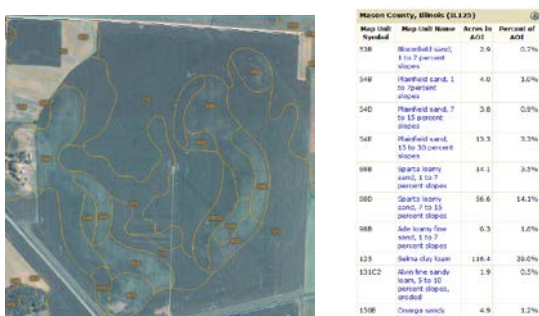 Mason County, Illinois (IL125)
Map Unit Symbol
Map Unit Name
Acres in AOI
Percent of AOI
53B
Bloomfield sand, 1 to 7 percent slopes
2.9
0.7%
54B
Plainfield sand, 1 to 7percent slopes
4.0
1.0%
54D
Plainfield sand, 7 to 15 percent slopes
3.8
0.9%
54E
Plainfield sand, 15 to 30 percent slopes
13.3
3.3%
88B
Sparta loamy sand, 1 to 7 percent slopes
14.1
3.5%
88D
Sparta loamy sand, 7 to 15 percent slopes
56.6
14.1%
98B
Ade loamy fine sand, 1 to 7 percent slopes
6.3
1.6%
125
Selma clay loam
116.4
29.0%
131C2
Alvin fine sandy loam, 5 to 10 percent slopes, eroded
1.9
0.5%
150B
Onarga sandy
4.9
1.2%